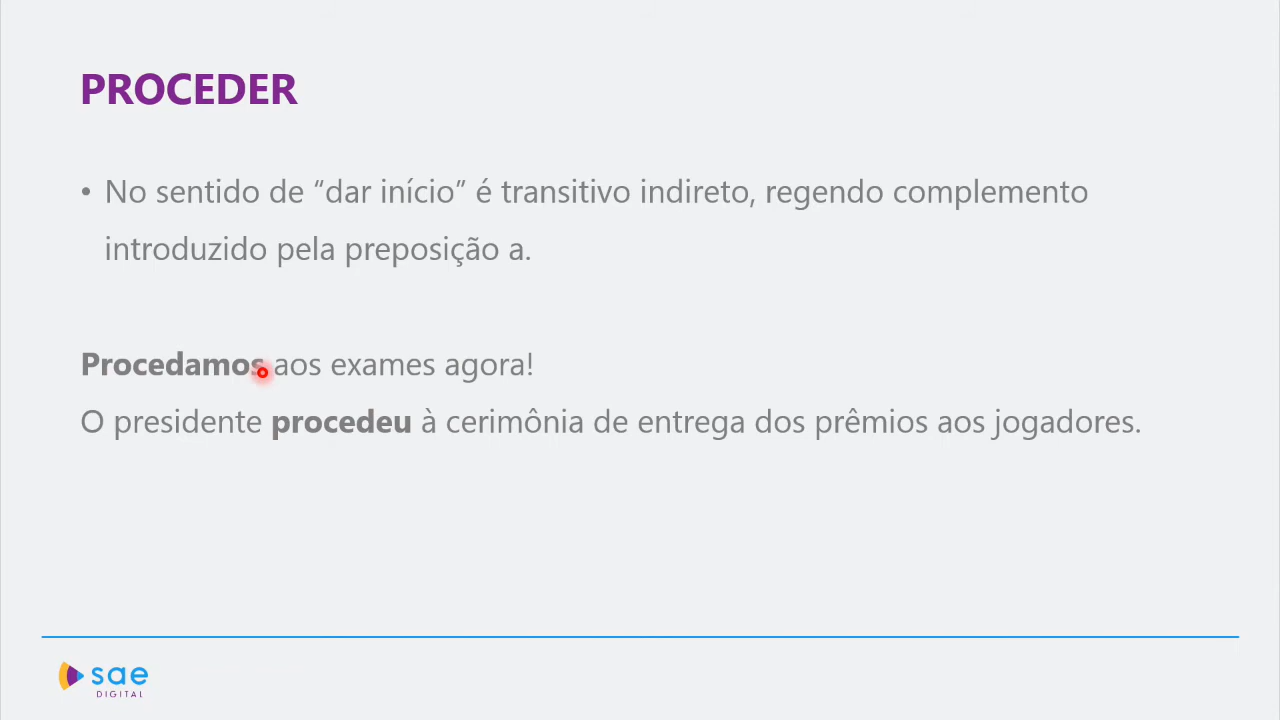 PROCEDER
• No sentido de “dar início” é transitivo indireto, regendo complemento
introduzido pela preposição a.
Procedamos aos exames agora!
O presidente procedeu à cerimônia de entrega dos prêmios aos jogadores.
sae
DIGITAL